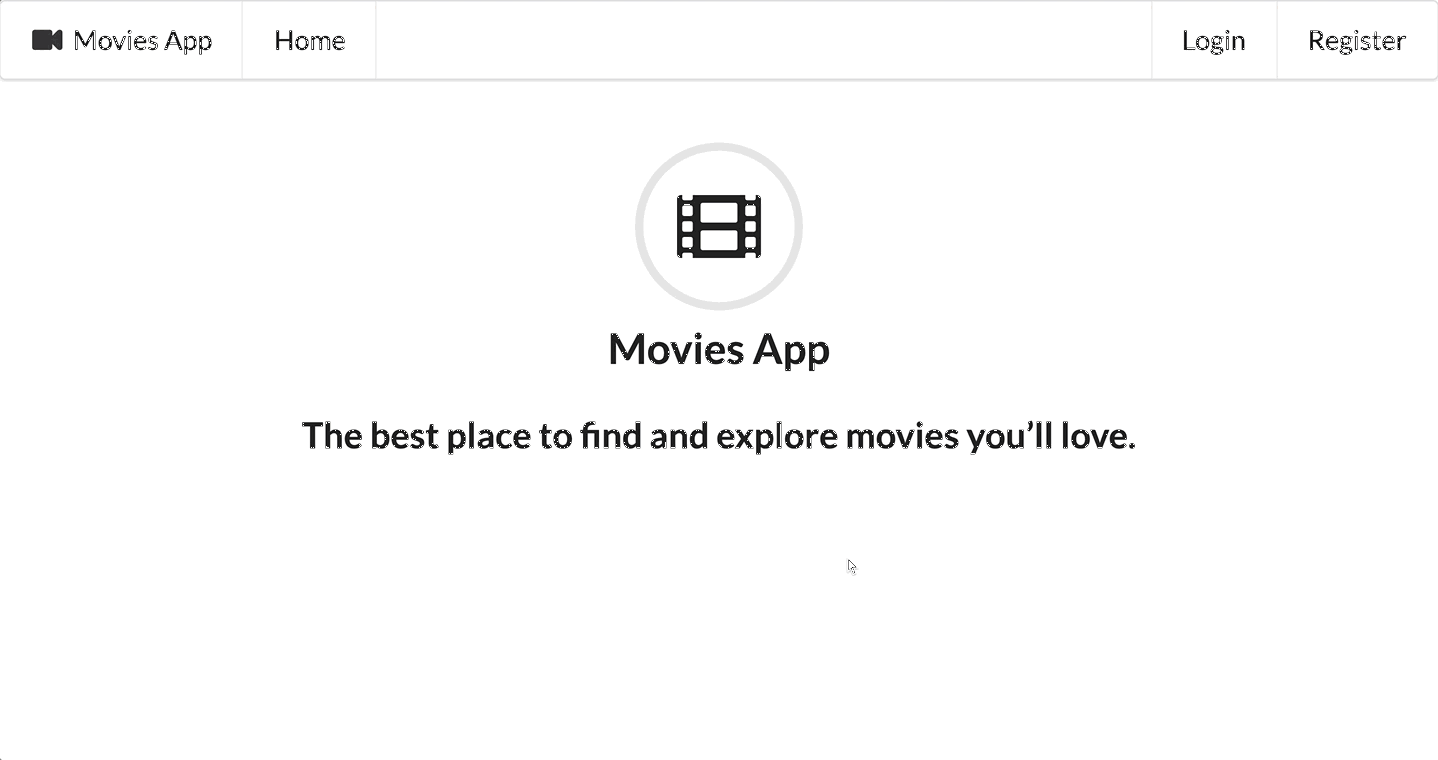 Movies App Home Login Register
Movies App
The best place to find and explore movies you’ll love.